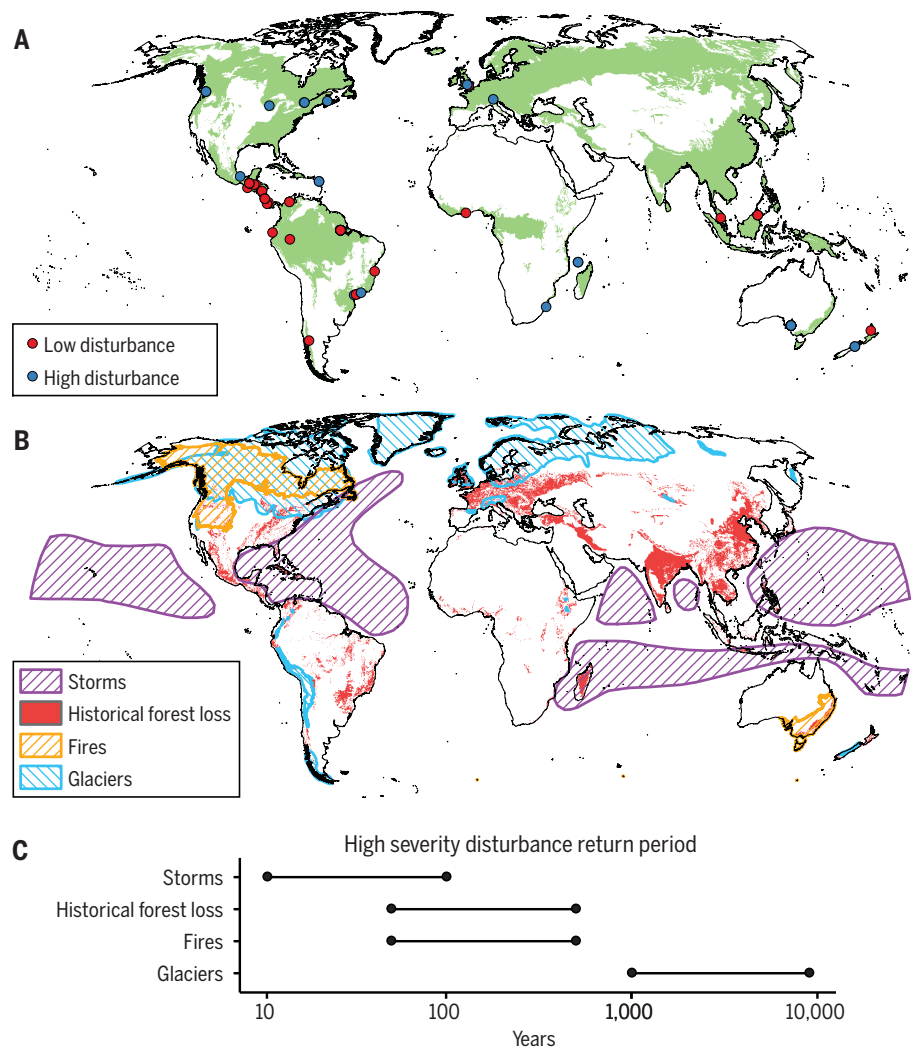 A
Low disturbance
High disturbance
B
Storms
Historical forest loss
Fires
Glaciers
C
High severity disturbance return period
Storms
Historical forest loss
Fires
Glaciers
10 100 1,000 10,000
Years